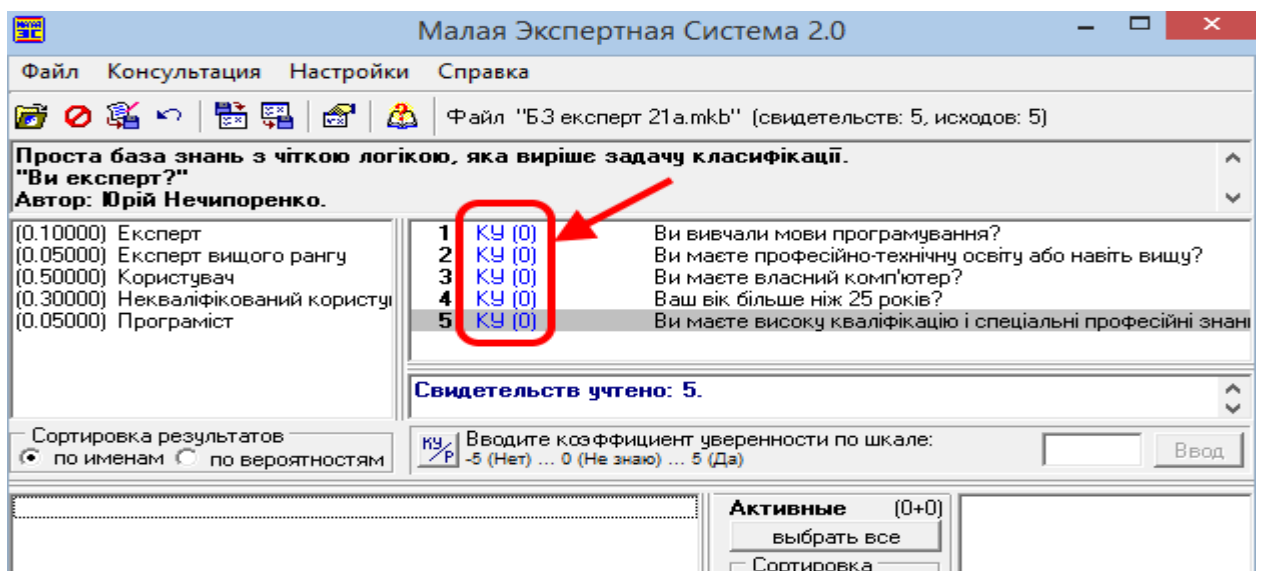 Малая Экспертная Система 2.0
Файл Консультация Настройки Справка
Файл "БЗ експерт 21a.mkb" (свидетельств: 5, исходов: 5)
Проста база знань з чіткою логікою, яка виріше задачу класифікації.
"Ви експерт?"
Автор: Юрій Нечипоренко.
(0.10000) Експерт
(0.05000) Експерт вищого рангу
(0.50000) Користувач
(0.30000) Некваліфікований користу
(0.05000) Програміст
1 КУ (0) Ви вивчали мови програмування?
2 КУ (0) Ви маєте професійно-технічну освіту або навіть вищу?
3 КУ (0) Ви маєте власний комп'ютер?
4 КУ (0) Ваш вік більше ніж 25 років?
5 КУ (0) Ви маєте високу кваліфікацію і спеціальні професійні знан
Свидетельств учтено: 5.
Сортировка результатов
по именам по вероятностям
КУ/Р Вводите коэффициент уверенности по шкале:
-5 (Нет) ... 0 (Не знаю) ... 5 (Да)
Ввод
Активные (0+0)
выбрать все
Сортировка